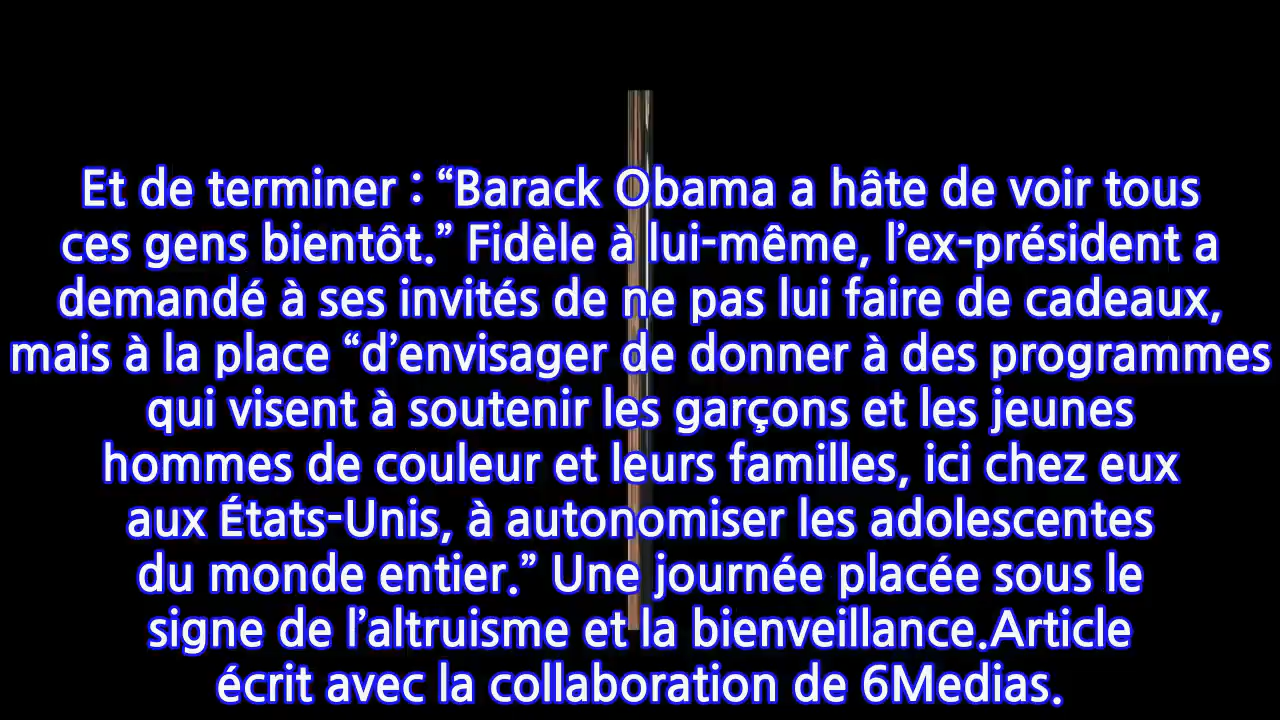 Et de terminer : “Barack Obama a hâte de voir tous
ces gens bientôt.” Fidèle à lui-même, l’ex-président a
demandé à ses invités de ne pas lui faire de cadeaux,
mais à la place “d’envisager de donner à des programmes
qui visent à soutenir les garçons et les jeunes
hommes de couleur et leurs familles, ici chez eux
aux États-Unis, à autonomiser les adolescentes
du monde entier.” Une journée placée sous le
signe de l’altruisme et la bienveillance.Article
écrit avec la collaboration de 6Medias.